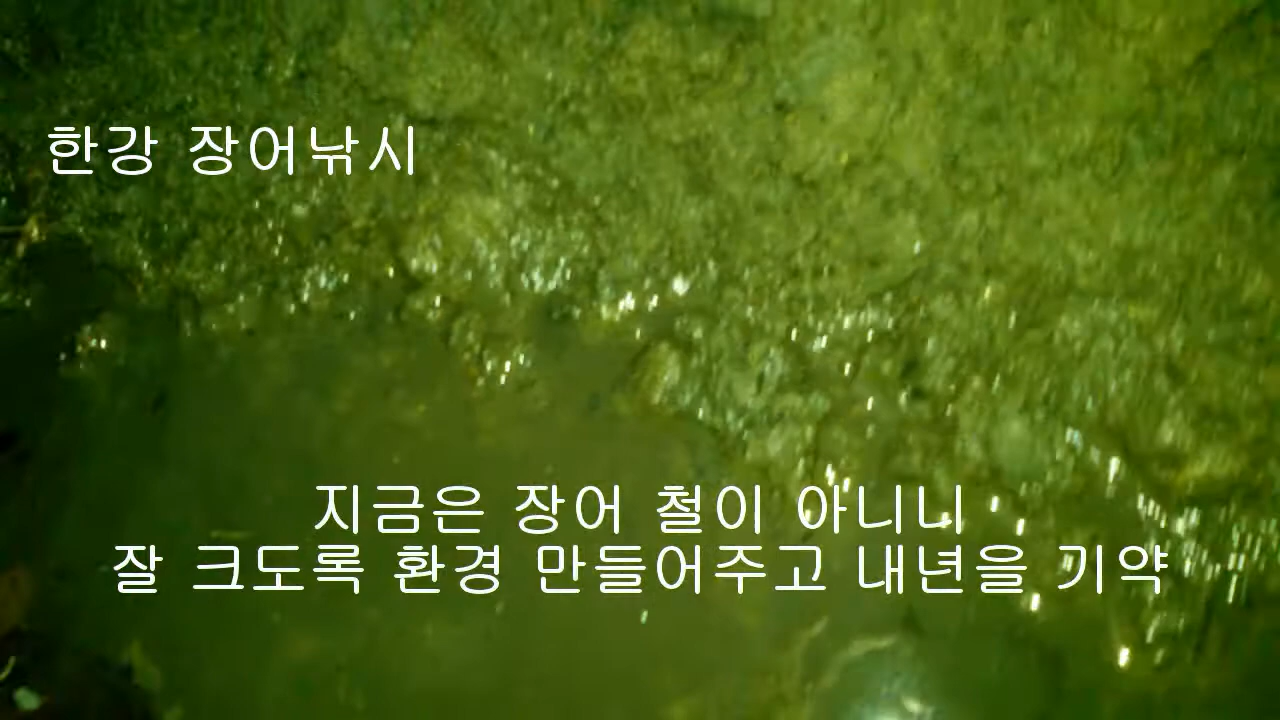 한강 장어낚시
지금은 장어 철이 아니니
잘 크도록 환경 만들어주고 내년을 기약